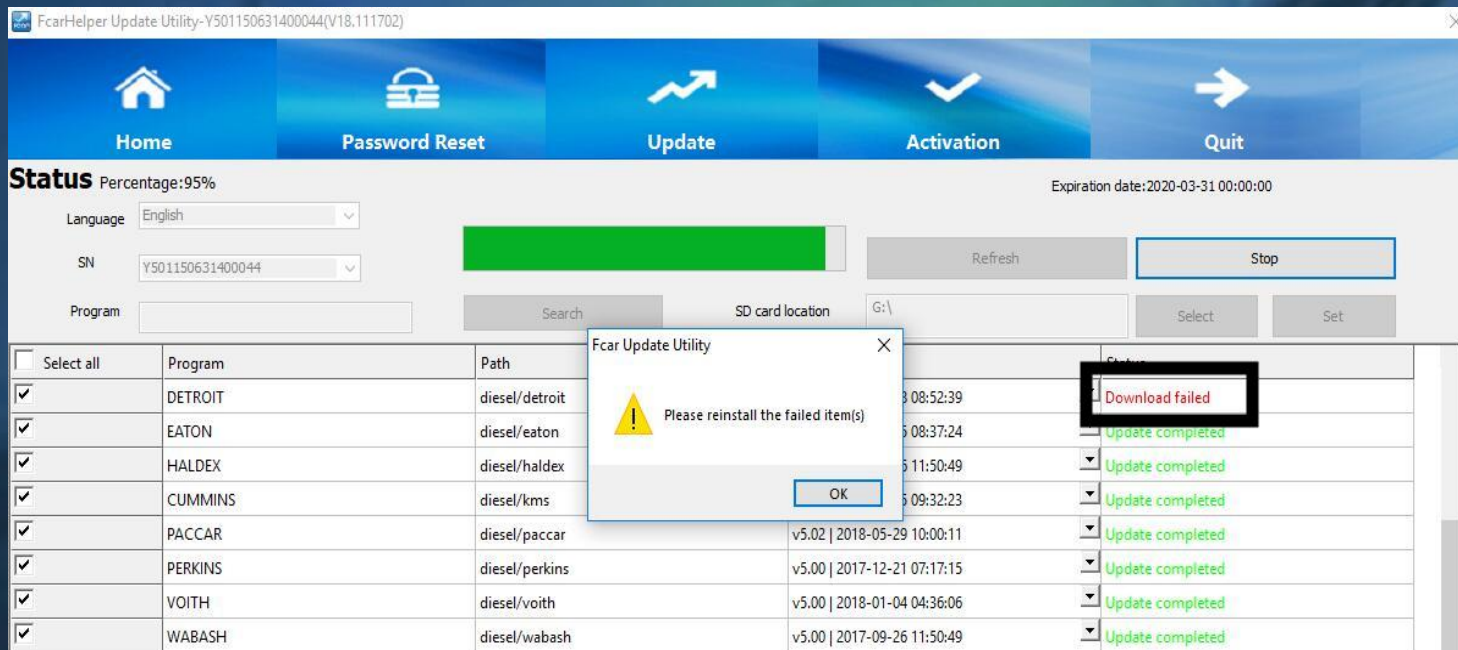 FcarHelper Update Utility-Y501150631400044(V18.111702)
Home Password Reset Update Activation Quit
Status Percentage:95%
Expiration date:2020-03-31 00:00:00
Language English
SN Y501150631400044
Refresh Stop
Program Search SD card location G:\ Select Set
Select all Program Path Status
Fcar Update Utility
Please reinstall the failed item(s)
OK
DETROIT diesel/detroit 08:52:39 Download failed
EATON diesel/eaton 08:37:24 Update completed
HALDEX diesel/haldex 11:50:49 Update completed
CUMMINS diesel/kms 09:32:23 Update completed
PACCAR diesel/paccar v5.02 | 2018-05-29 10:00:11 Update completed
PERKINS diesel/perkins v5.00 | 2017-12-21 07:17:15 Update completed
VOITH diesel/voith v5.00 | 2018-01-04 04:36:06 Update completed
WABASH diesel/wabash v5.00 | 2017-09-26 11:50:49 Update completed